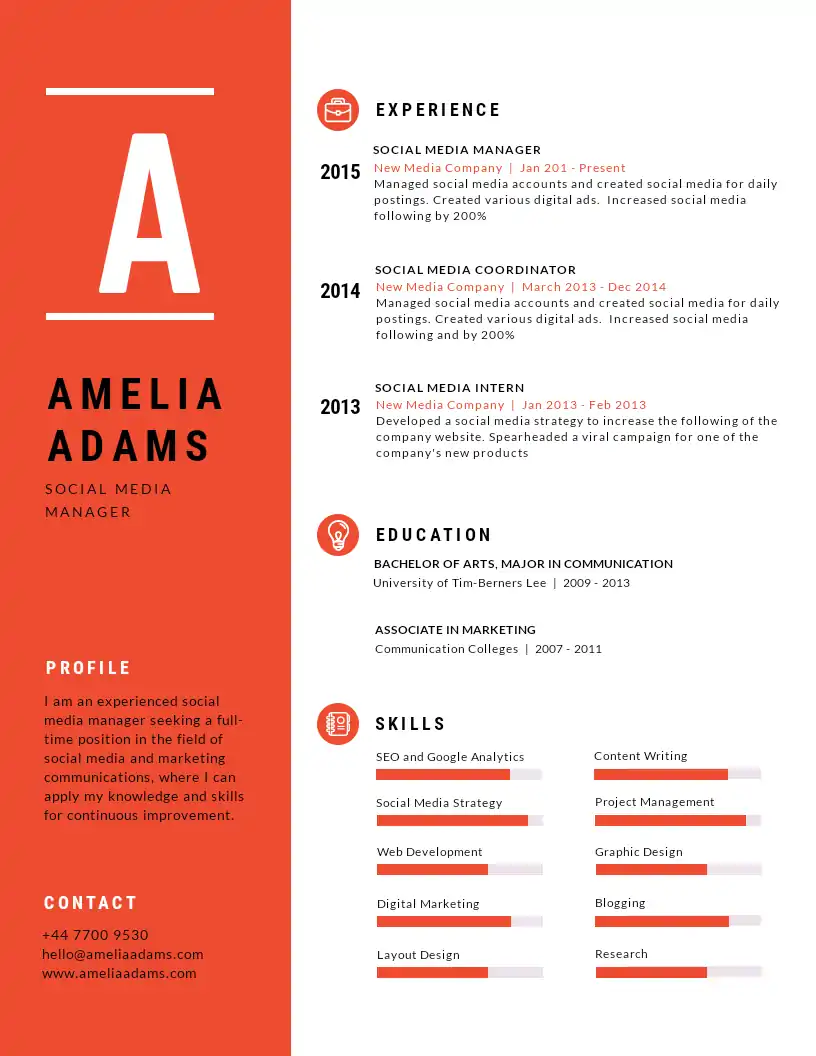 A
AMELIA
ADAMS
SOCIAL MEDIA
MANAGER
PROFILE
I am an experienced social
media manager seeking a full-
time position in the field of
social media and marketing
communications, where I can
apply my knowledge and skills
for continuous improvement.
CONTACT
+44 7700 9530
hello@ameliaadams.com
www.ameliaadams.com
EXPERIENCE
2015
SOCIAL MEDIA MANAGER
New Media Company | Jan 201 - Present
Managed social media accounts and created social media for daily
postings. Created various digital ads.  Increased social media
following by 200%
2014
SOCIAL MEDIA COORDINATOR
New Media Company | March 2013 - Dec 2014
Managed social media accounts and created social media for daily
postings. Created various digital ads.  Increased social media
following and by 200%
2013
SOCIAL MEDIA INTERN
New Media Company | Jan 2013 - Feb 2013
Developed a social media strategy to increase the following of the
company website. Spearheaded a viral campaign for one of the
company's new products
EDUCATION
BACHELOR OF ARTS, MAJOR IN COMMUNICATION
University of Tim-Berners Lee | 2009 - 2013
ASSOCIATE IN MARKETING
Communication Colleges | 2007 - 2011
SKILLS
SEO and Google Analytics
Social Media Strategy
Web Development
Digital Marketing
Layout Design
Content Writing
Project Management
Graphic Design
Blogging
Research